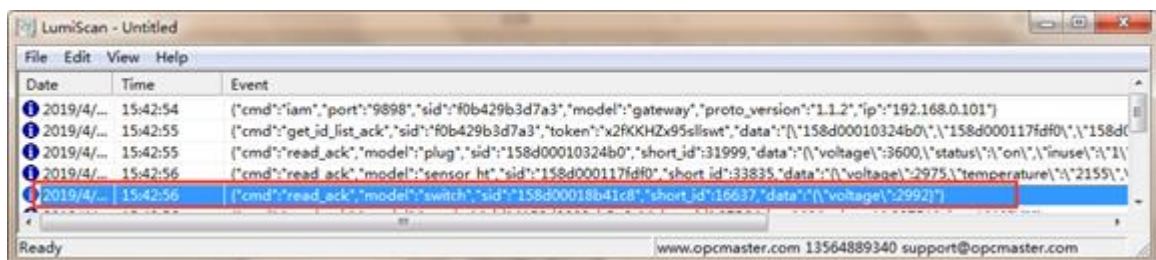 LumiScan - Untitled
File Edit View Help
Date Time Event
2019/4/... 15:42:54 {"cmd":"iam","port":"9898","sid":"f0b429b3d7a3","model":"gateway","proto_version":"1.1.2","ip":"192.168.0.101"}
2019/4/... 15:42:55 {"cmd":"get_id_list_ack","sid":"f0b429b3d7a3","token":"x2fKKHZx95sllswt","data":"[\"158d00010324b0\",\"158d000117fdf0\",\"158d0
2019/4/... 15:42:55 {"cmd":"read_ack","model":"plug","sid":"158d00010324b0","short_id":31999,"data":"{\"voltage\":3600,\"status\":\"on\",\"inuse\":\"1\
2019/4/... 15:42:56 {"cmd":"read_ack","model":"sensor_ht","sid":"158d000117fdf0","short_id":33835,"data":"{\"voltage\":2975,\"temperature\":\"2155\",\
2019/4/... 15:42:56 {"cmd":"read_ack","model":"switch","sid":"158d00018b41c8","short_id":16637,"data":"{\"voltage\":2992}"}
Ready www.opcmaster.com 13564889340 support@opcmaster.com